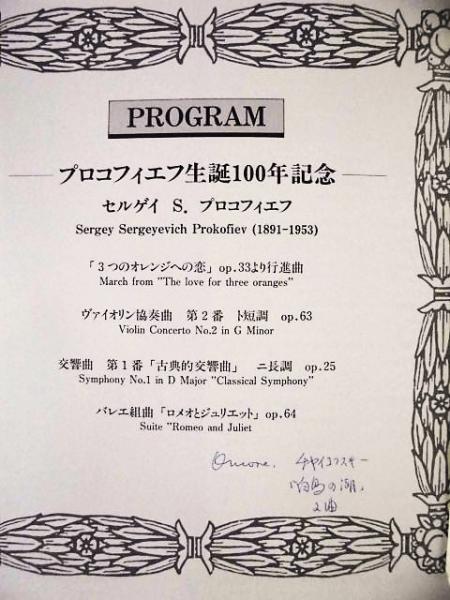 PROGRAM
プロコフィエフ生誕100年記念
セルゲイ S. プロコフィエフ
Sergey Sergeyevich Prokofiev (1891-1953)
「3つのオレンジへの恋」op.33より行進曲
March from "The love for three oranges"
ヴァイオリン協奏曲 第2番 ト短調 op.63
Violin Concerto No.2 in G Minor
交響曲 第1番「古典的交響曲」 ニ長調 op.25
Symphony No.1 in D Major "Classical Symphony"
バレエ組曲「ロメオとジュリエット」op.64
Suite "Romeo and Juliet
チャイコフスキー
白鳥の湖
2曲